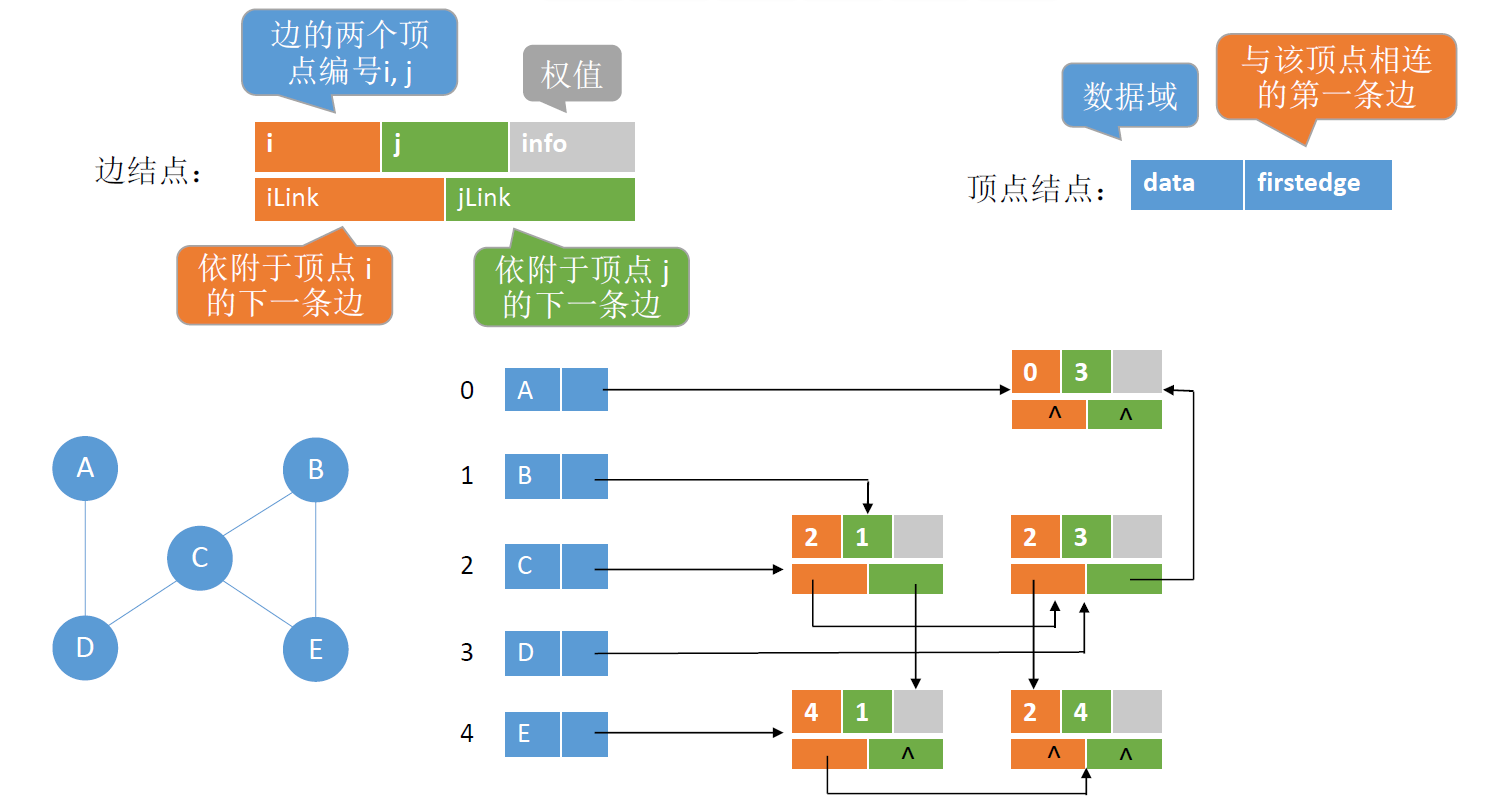 边的两个顶
点编号i, j
权值
数据域
与该顶点相连
的第一条边
边结点：
i j info
iLink jLink
顶点结点：
data firstedge
依附于顶点 i
的下一条边
依附于顶点 j
的下一条边
0 A
0 3
^ ^
1 B
2 1
2 3
2 C
3 D
4 1
2 4
4 E
^
^ ^
A
B
C
D
E